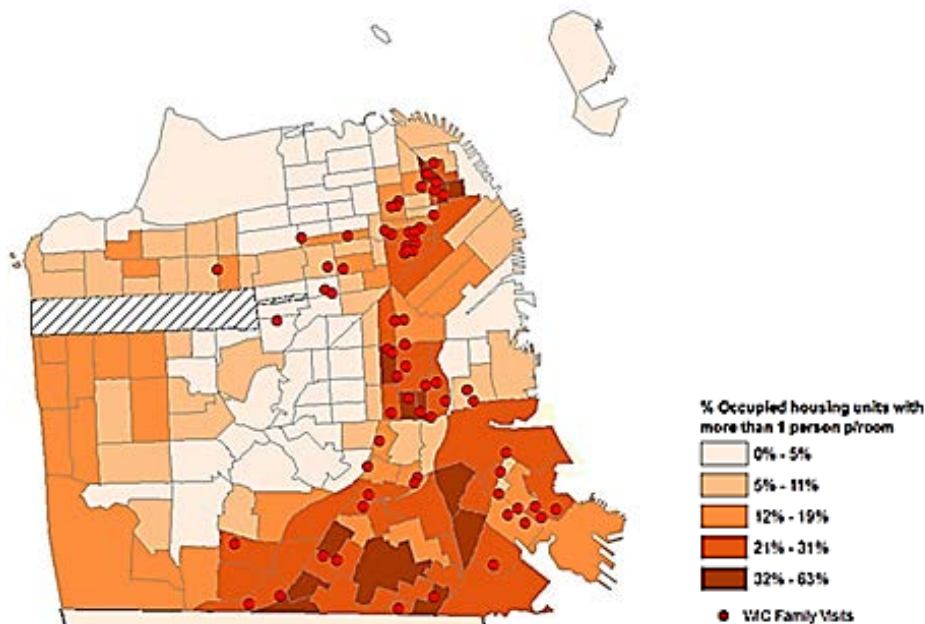 % Occupied housing units with
more than 1 person p/room
0% - 5%
5% - 11%
12% - 19%
21% - 31%
32% - 63%
WIC Family Visits